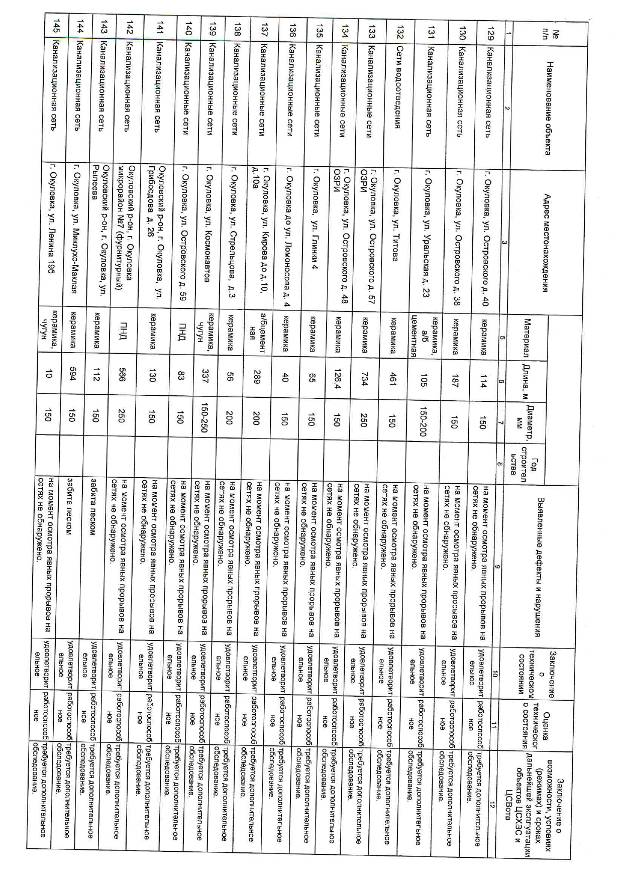 № п/п
Наименование объекта
Адрес местонахождения
Материал
Длина, м
Диаметр, мм
Год строительства
Выявленные дефекты и нарушения
Заключение о техническом состоянии
Оценка технического состояния
Заключение о возможности, условиях (режимах) и сроках дальнейшей эксплуатации объектов ЦСХВС и ЦСВота
1 2 3 5 6 7 8 9 10 11 12
129 Канализационная сеть г. Окуловка, ул. Островского д. 40 керамика 114 150 на момент осмотра явных прорывов на сетях не обнаружено. удовлетворительное работоспособное требуется дополнительное обследование.
130 Канализационная сеть г. Окуловка, ул. Островского д. 38 керамика 187 150 на момент осмотра явных прорывов на сетях не обнаружено. удовлетворительное работоспособное требуется дополнительное обследование.
131 Канализационная сеть г. Окуловка, ул. Уральская д. 23 керамика, а/б цементная 105 150-200 на момент осмотра явных прорывов на сетях не обнаружено. удовлетворительное работоспособное требуется дополнительное обследование.
132 Сети водоотведения г. Окуловка, ул. Титова керамика 461 150 на момент осмотра явных прорывов на сетях не обнаружено. удовлетворительное работоспособное требуется дополнительное обследование.
133 Канализационные сети г. Окуловка, ул. Островского д. 57 ОЗРИ керамика 734 250 на момент осмотра явных прорывов на сетях не обнаружено. удовлетворительное работоспособное требуется дополнительное обследование.
134 Канализационные сети г. Окуловка, ул. Островского д. 48 ОЗРИ керамика 126,4 150 на момент осмотра явных прорывов на сетях не обнаружено. удовлетворительное работоспособное требуется дополнительное обследование.
135 Канализационные сети г. Окуловка, ул. Глинки 4 керамика 65 150 на момент осмотра явных прорывов на сетях не обнаружено. удовлетворительное работоспособное требуется дополнительное обследование.
136 Канализационные сети г. Окуловка до ул. Ломоносова д. 4 керамика 40 150 на момент осмотра явных прорывов на сетях не обнаружено. удовлетворительное работоспособное требуется дополнительное обследование.
137 Канализационные сети г. Окуловка, ул. Кирова до д.10, д.10а а/бцементная 289 200 на момент осмотра явных прорывов на сетях не обнаружено. удовлетворительное работоспособное требуется дополнительное обследование.
138 Канализационные сети г. Окуловка, ул. Стрельцова, д.3 керамика 56 200 на момент осмотра явных прорывов на сетях не обнаружено. удовлетворительное работоспособное требуется дополнительное обследование.
139 Канализационные сети г. Окуловка, ул. Космонавтов керамика, чугун 337 150-250 на момент осмотра явных прорывов на сетях не обнаружено. удовлетворительное работоспособное требуется дополнительное обследование.
140 Канализационные сети г. Окуловка, ул. Островского д. 59 ПНД 83 150 на момент осмотра явных прорывов на сетях не обнаружено. удовлетворительное работоспособное требуется дополнительное обследование.
141 Канализационная сеть Окуловский р-он, г. Окуловка, ул. Грибоедова д. 26 керамика 130 150 на момент осмотра явных прорывов на сетях не обнаружено. удовлетворительное работоспособное требуется дополнительное обследование.
142 Канализационная сеть Окуловский р-он, г. Окуловка микрорайон №7 (фурнитурный) ПНД 566 250 на момент осмотра явных прорывов на сетях не обнаружено. удовлетворительное работоспособное требуется дополнительное обследование.
143 Канализационная сеть Окуловский р-он, г. Окуловка, ул. Рылеева керамика 112 150 забита песком удовлетворительное работоспособное требуется дополнительное обследование.
144 Канализационная сеть г. Окуловка, ул. Миклухо-Маклая керамика 594 150 забита песком. удовлетворительное работоспособное требуется дополнительное обследование.
145 Канализационная сеть г. Окуловка, ул. Ленина керамика, чугун 10 150 на момент осмотра явных прорывов на сетях не обнаружено. удовлетворительное работоспособное требуется дополнительное обследование.